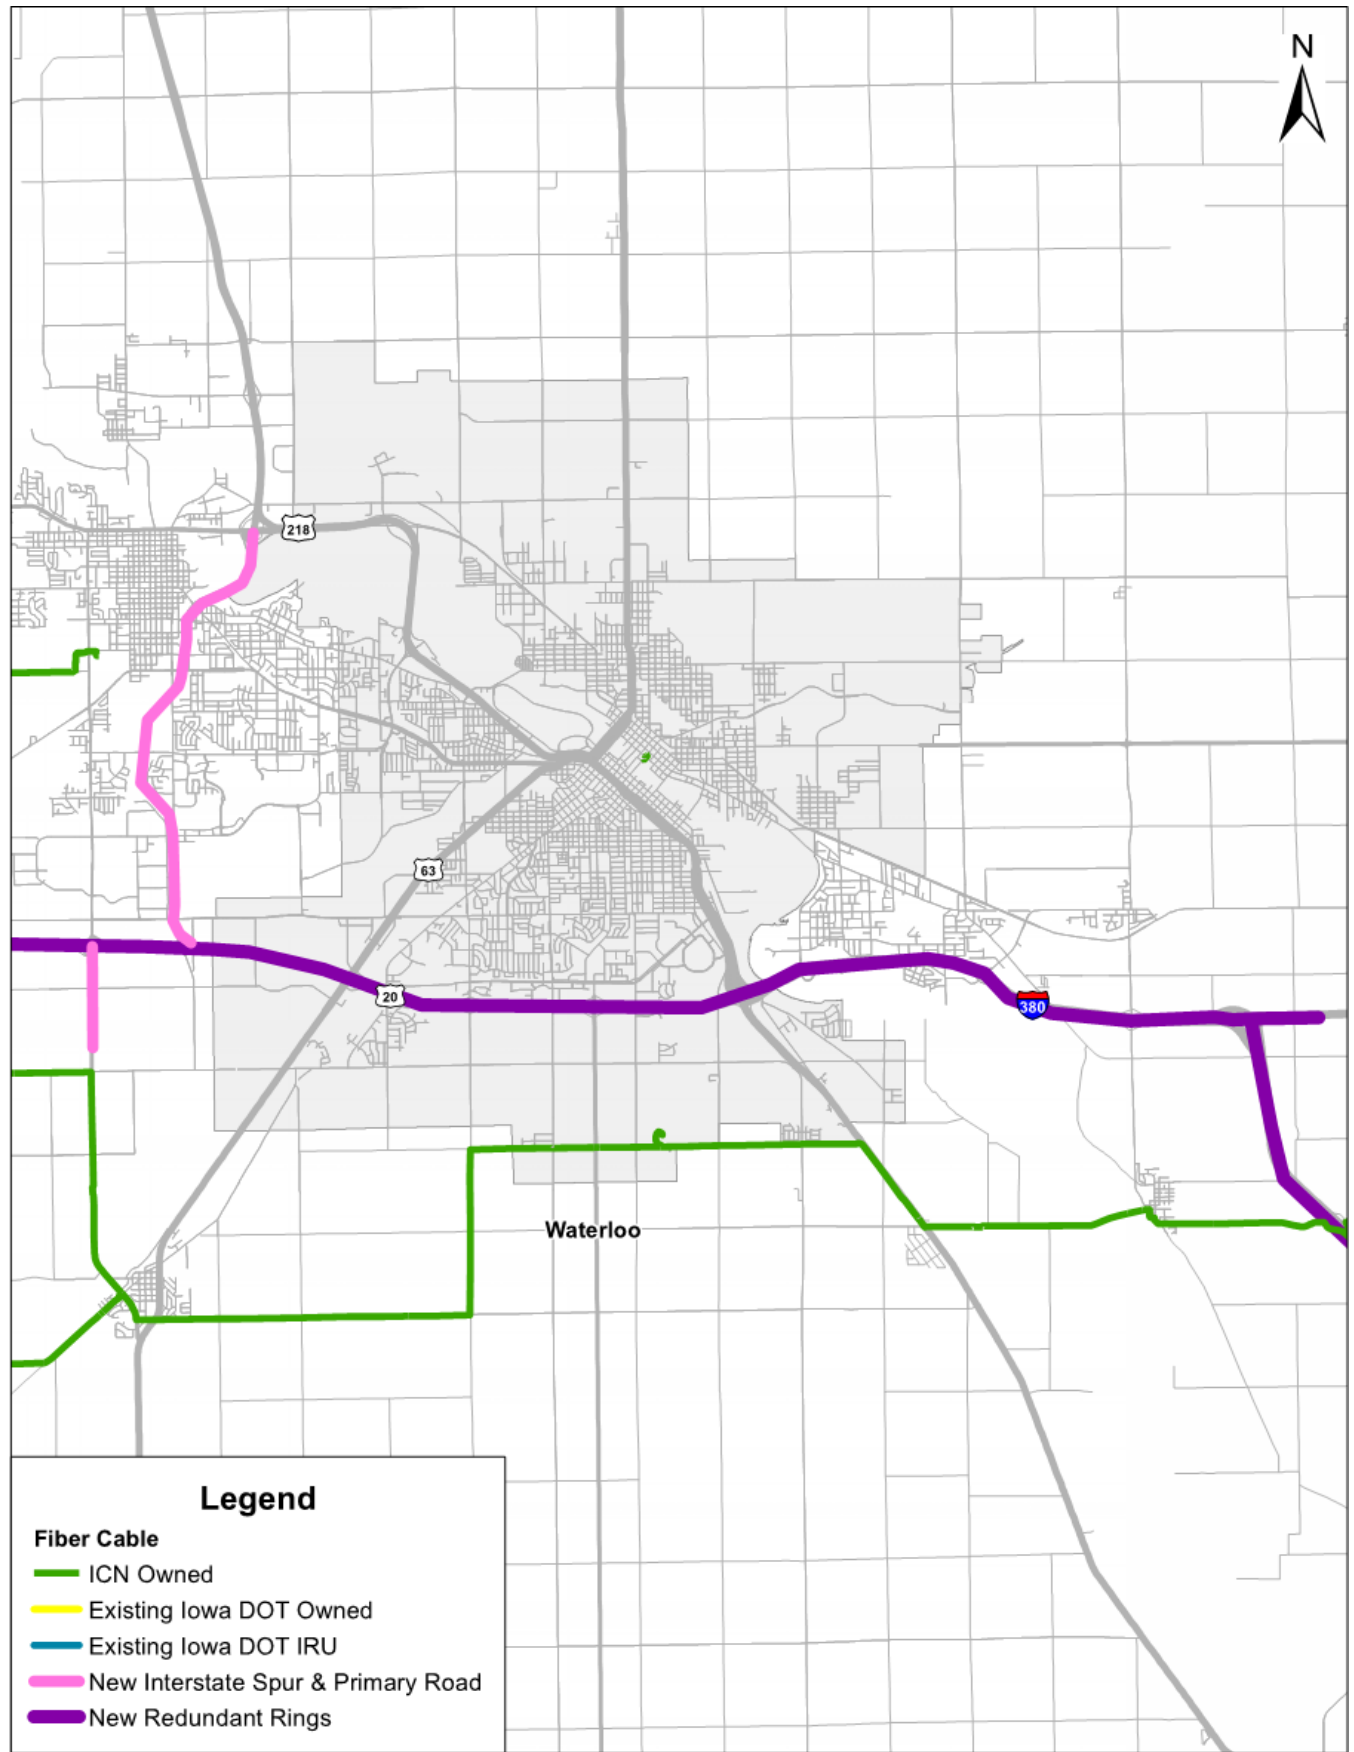 N
218
63
20
380
Waterloo
Legend
Fiber Cable
ICN Owned
Existing Iowa DOT Owned
Existing Iowa DOT IRU
New Interstate Spur & Primary Road
New Redundant Rings